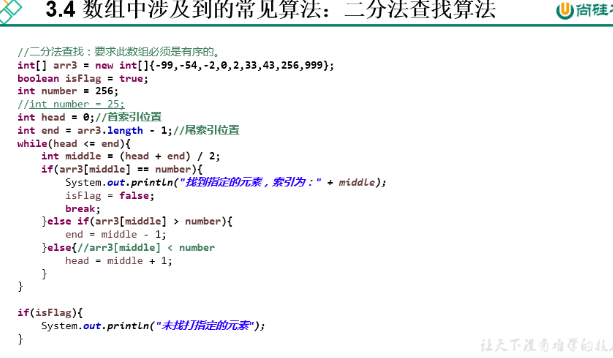 3.4 数组中涉及到的常见算法：二分法查找算法
尚硅
//二分法查找：要求此数组必须是有序的。
int[] arr3 = new int[]{-99,-54,-2,0,2,33,43,256,999};
boolean isFlag = true;
int number = 256;
//int number = 25;
int head = 0;//首索引位置
int end = arr3.length - 1;//尾索引位置
while(head <= end){
int middle = (head + end) / 2;
if(arr3[middle] == number){
System.out.println("找到指定的元素，索引为：" + middle);
isFlag = false;
break;
}else if(arr3[middle] > number){
end = middle - 1;
}else{//arr3[middle] < number
head = middle + 1;
}
}
if(isFlag){
System.out.println("未找打指定的元素");
}
让天下没有难学的技